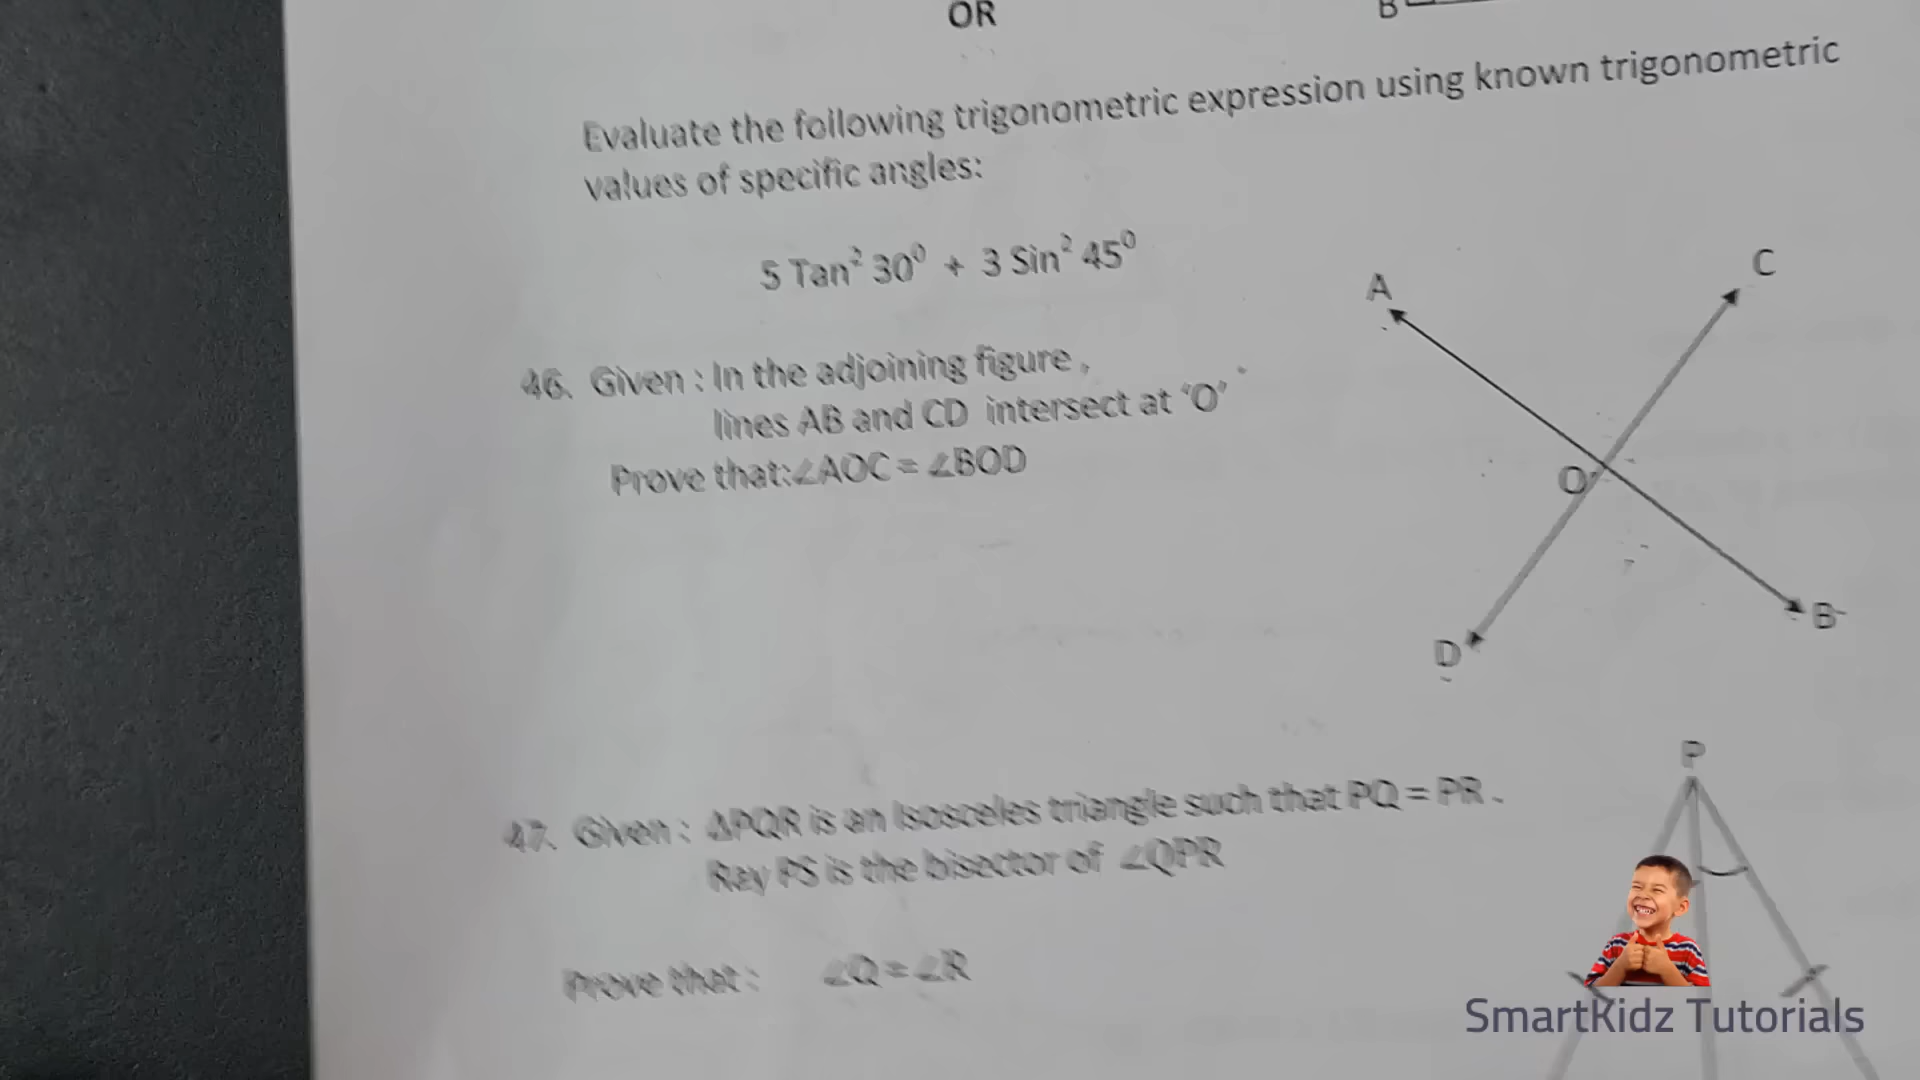 OR
B
Evaluate the following trigonometric expression using known trigonometric
values of specific angles:
5 Tan² 30⁰ + 3 Sin² 45⁰
46. Given : In the adjoining figure ,
lines AB and CD intersect at ‘O’
Prove that:∠AOC = ∠BOD
A
C
O
D
B
47. Given : ΔPQR is an Isosceles triangle such that PQ = PR .
Ray PS is the bisector of ∠QPR
Prove that : ∠Q = ∠R
P
SmartKidz Tutorials